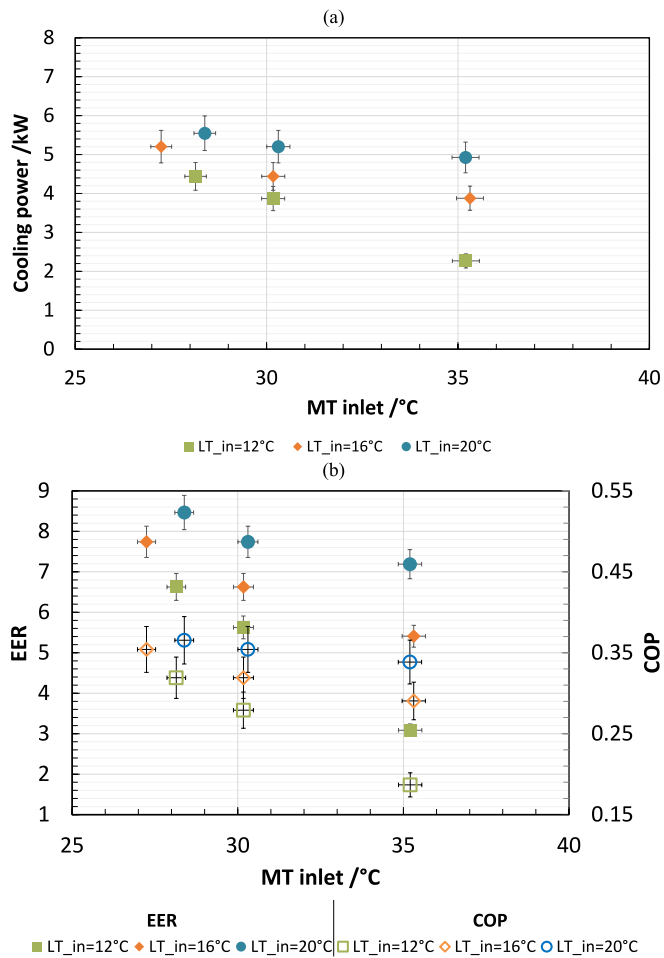 (a)
8
7
6
5
4
3
2
1
0
Cooling power /kW
25 30 35 40
MT inlet /°C
LT_in=12°C LT_in=16°C LT_in=20°C
(b)
9 0.55
8
7 0.45
6
5 0.35
4
3 0.25
2
1 0.15
EER
COP
25 30 35 40
MT inlet /°C
EER COP
LT_in=12°C LT_in=16°C LT_in=20°C LT_in=12°C LT_in=16°C LT_in=20°C